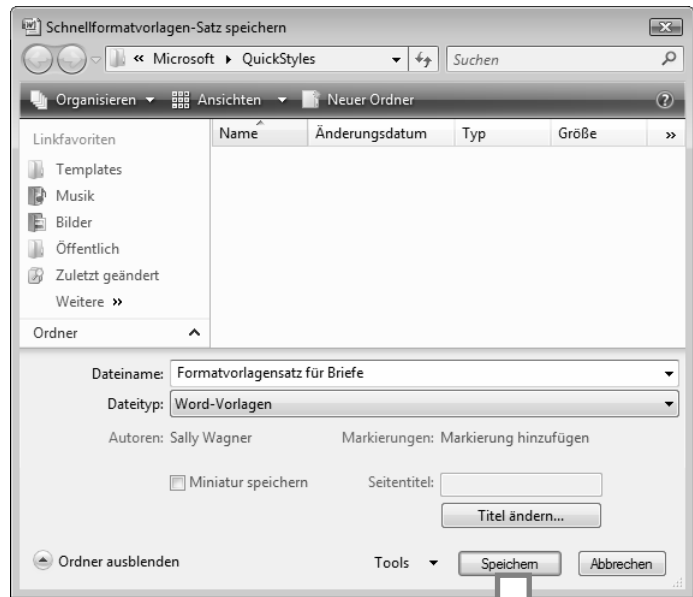 Schnellformatvorlagen-Satz speichern
« Microsoft ▸ QuickStyles
Suchen
Organisieren Ansichten Neuer Ordner
Linkfavoriten
Name Änderungsdatum Typ Größe »
Templates
Musik
Bilder
Öffentlich
Zuletzt geändert
Weitere »
Ordner
Dateiname: Formatvorlagensatz für Briefe
Dateityp: Word-Vorlagen
Autoren: Sally Wagner Markierungen: Markierung hinzufügen
Miniatur speichern Seitentitel:
Titel ändern...
Ordner ausblenden Tools Speichern Abbrechen